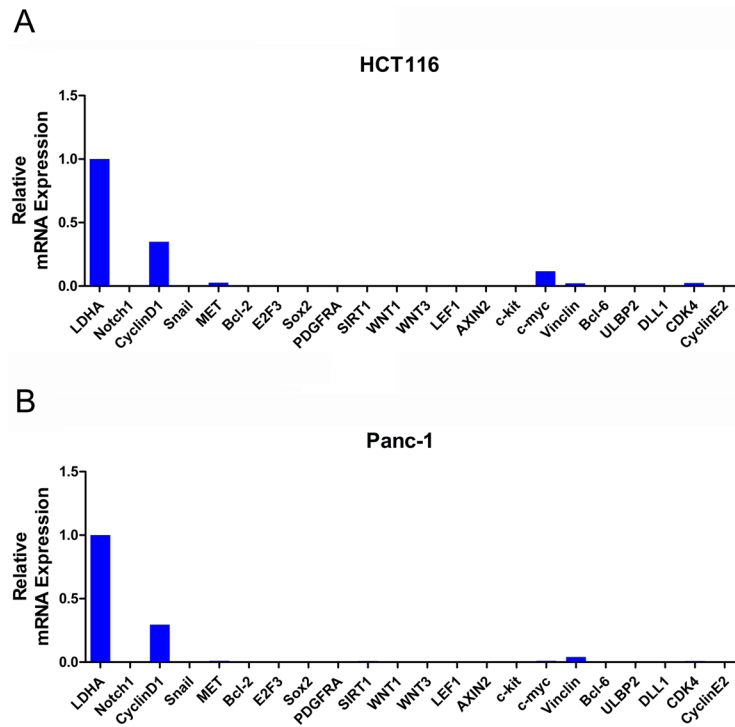 A
HCT116
Relative
mRNA Expression
1.5
1.0
0.5
0.0
LDHA
Notch1
CyclinD1
Snail
MET
Bcl-2
E2F3
Sox2
PDGFRA
SIRT1
WNT1
WNT3
LEF1
AXIN2
c-kit
c-myc
Vinclin
Bcl-6
ULBP2
DLL1
CDK4
CyclinE2
B
Panc-1
Relative
mRNA Expression
1.5
1.0
0.5
0.0
LDHA
Notch1
CyclinD1
Snail
MET
Bcl-2
E2F3
Sox2
PDGFRA
SIRT1
WNT1
WNT3
LEF1
AXIN2
c-kit
c-myc
Vinclin
Bcl-6
ULBP2
DLL1
CDK4
CyclinE2